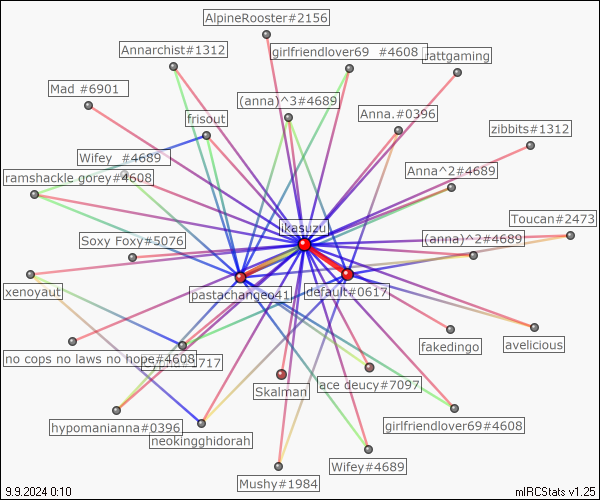 AlpineRooster#2156
Annarchist#1312
girlfriendlover69 #4608
attgaming
Mad #6901
(anna)^3#4689
frisout
Anna.#0396
zibbits#1312
Wifey #4689
ramshackle gorey#4608
Anna^2#4689
Toucan#2473
ikasuzu
Soxy Foxy#5076
(anna)^2#4689
xenoyaut
pastachangeo41
default#0617
no cops no laws no hope#4608
#1717
fakedingo
avelicious
Skalman
ace deucy#7097
hypomanianna#0396
neokingghidorah
girlfriendlover69#4608
Wifey#4689
Mushy#1984
9.9.2024 0:10
mIRCStats v1.25